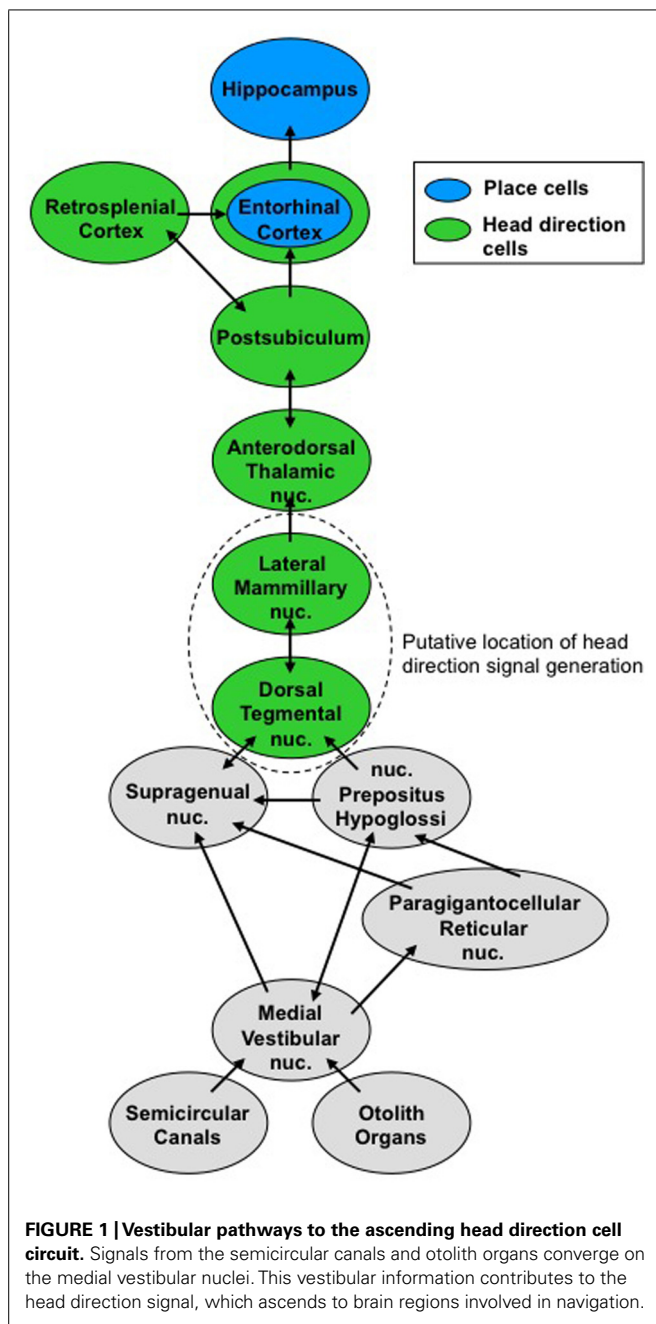 Hippocampus
Retrosplenial
Cortex
Entorhinal
Cortex
Place cells
Head direction
cells
Postsubiculum
Anterodorsal
Thalamic
nuc.
Lateral
Mammillary
nuc.
Putative location of head
direction signal generation
Dorsal
Tegmental
nuc.
Supragenual
nuc.
nuc.
Prepositus
Hypoglossi
Paragigantocellular
Reticular
nuc.
Medial
Vestibular
nuc.
Semicircular
Canals
Otolith
Organs
FIGURE 1 | Vestibular pathways to the ascending head direction cell
circuit. Signals from the semicircular canals and otolith organs converge on
the medial vestibular nuclei. This vestibular information contributes to the
head direction signal, which ascends to brain regions involved in navigation.